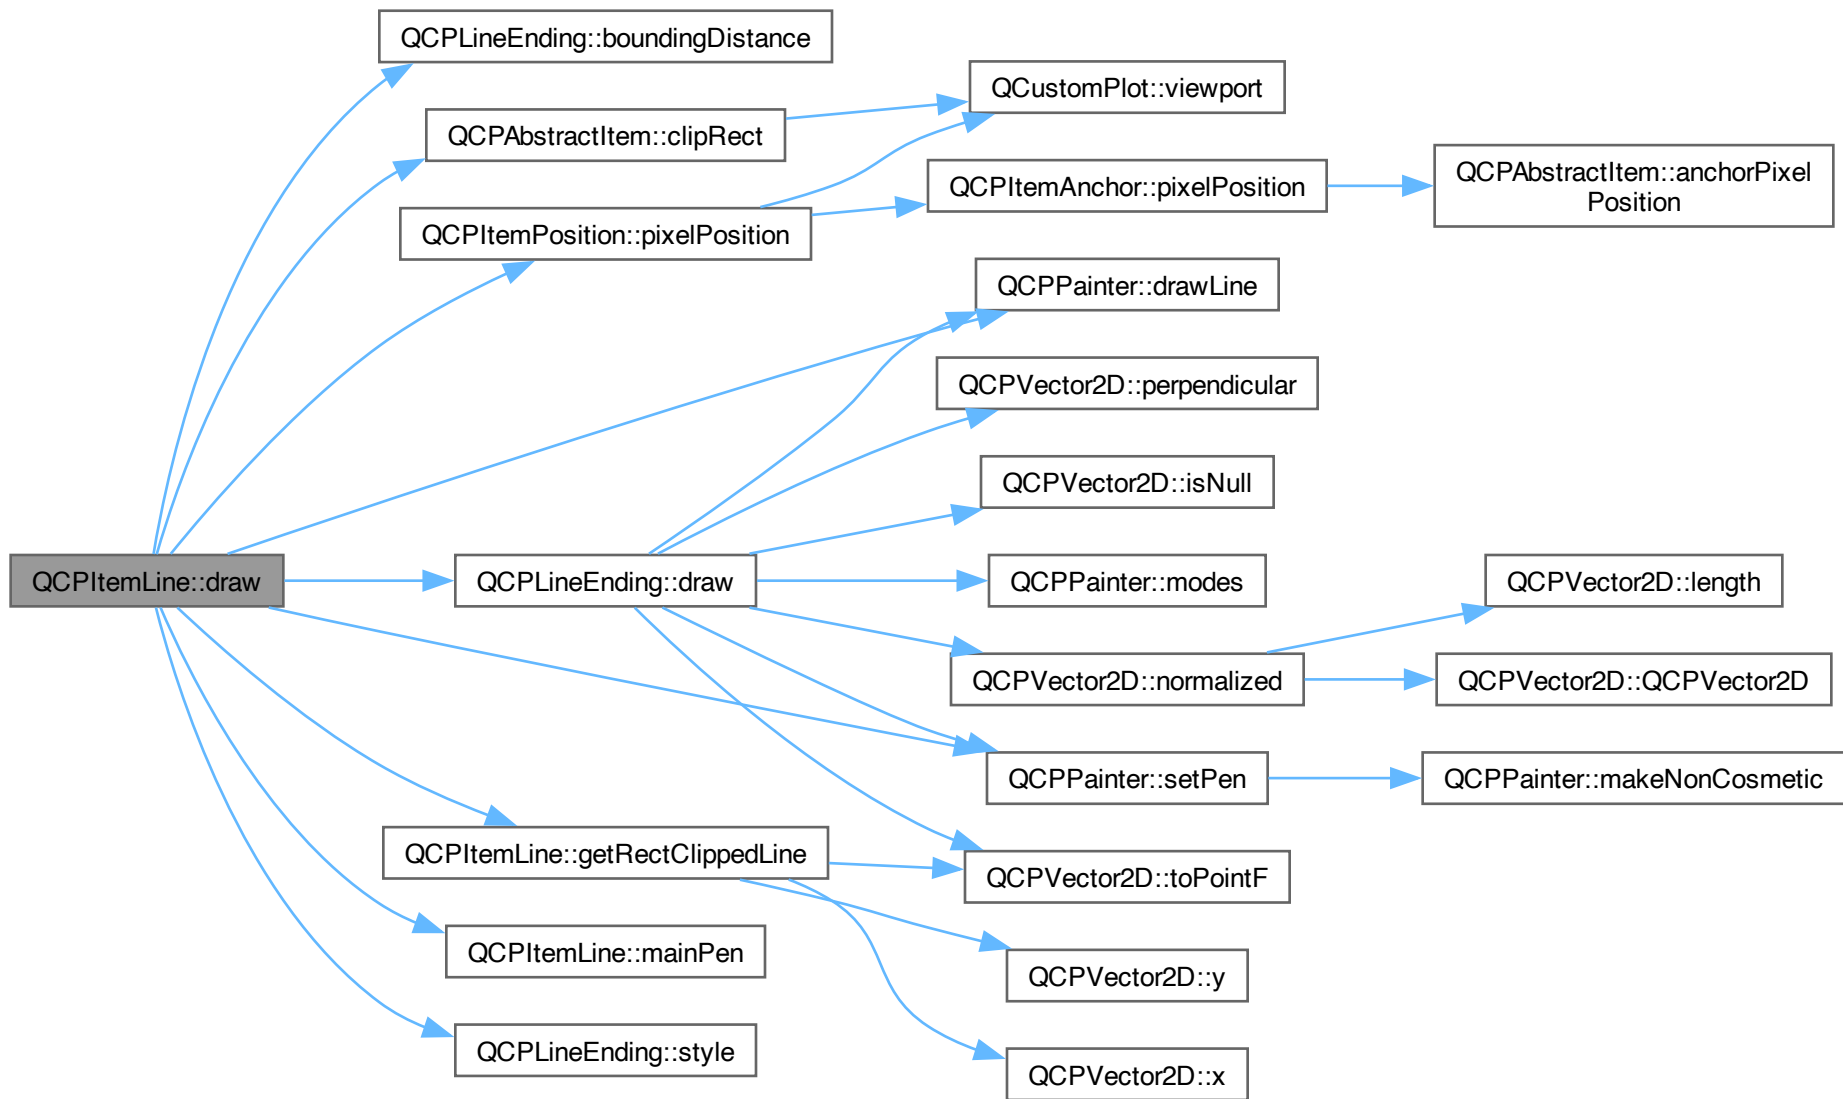 QCPLineEnding::boundingDistance
QCustomPlot::viewport
QCPAbstractItem::clipRect
QCPItemAnchor::pixelPosition
QCPAbstractItem::anchorPixel
Position
QCPItemPosition::pixelPosition
QCPPainter::drawLine
QCPVector2D::perpendicular
QCPVector2D::isNull
QCPItemLine::draw
QCPLineEnding::draw
QCPPainter::modes
QCPVector2D::length
QCPVector2D::normalized
QCPVector2D::QCPVector2D
QCPPainter::setPen
QCPPainter::makeNonCosmetic
QCPItemLine::getRectClippedLine
QCPVector2D::toPointF
QCPItemLine::mainPen
QCPVector2D::y
QCPLineEnding::style
QCPVector2D::x